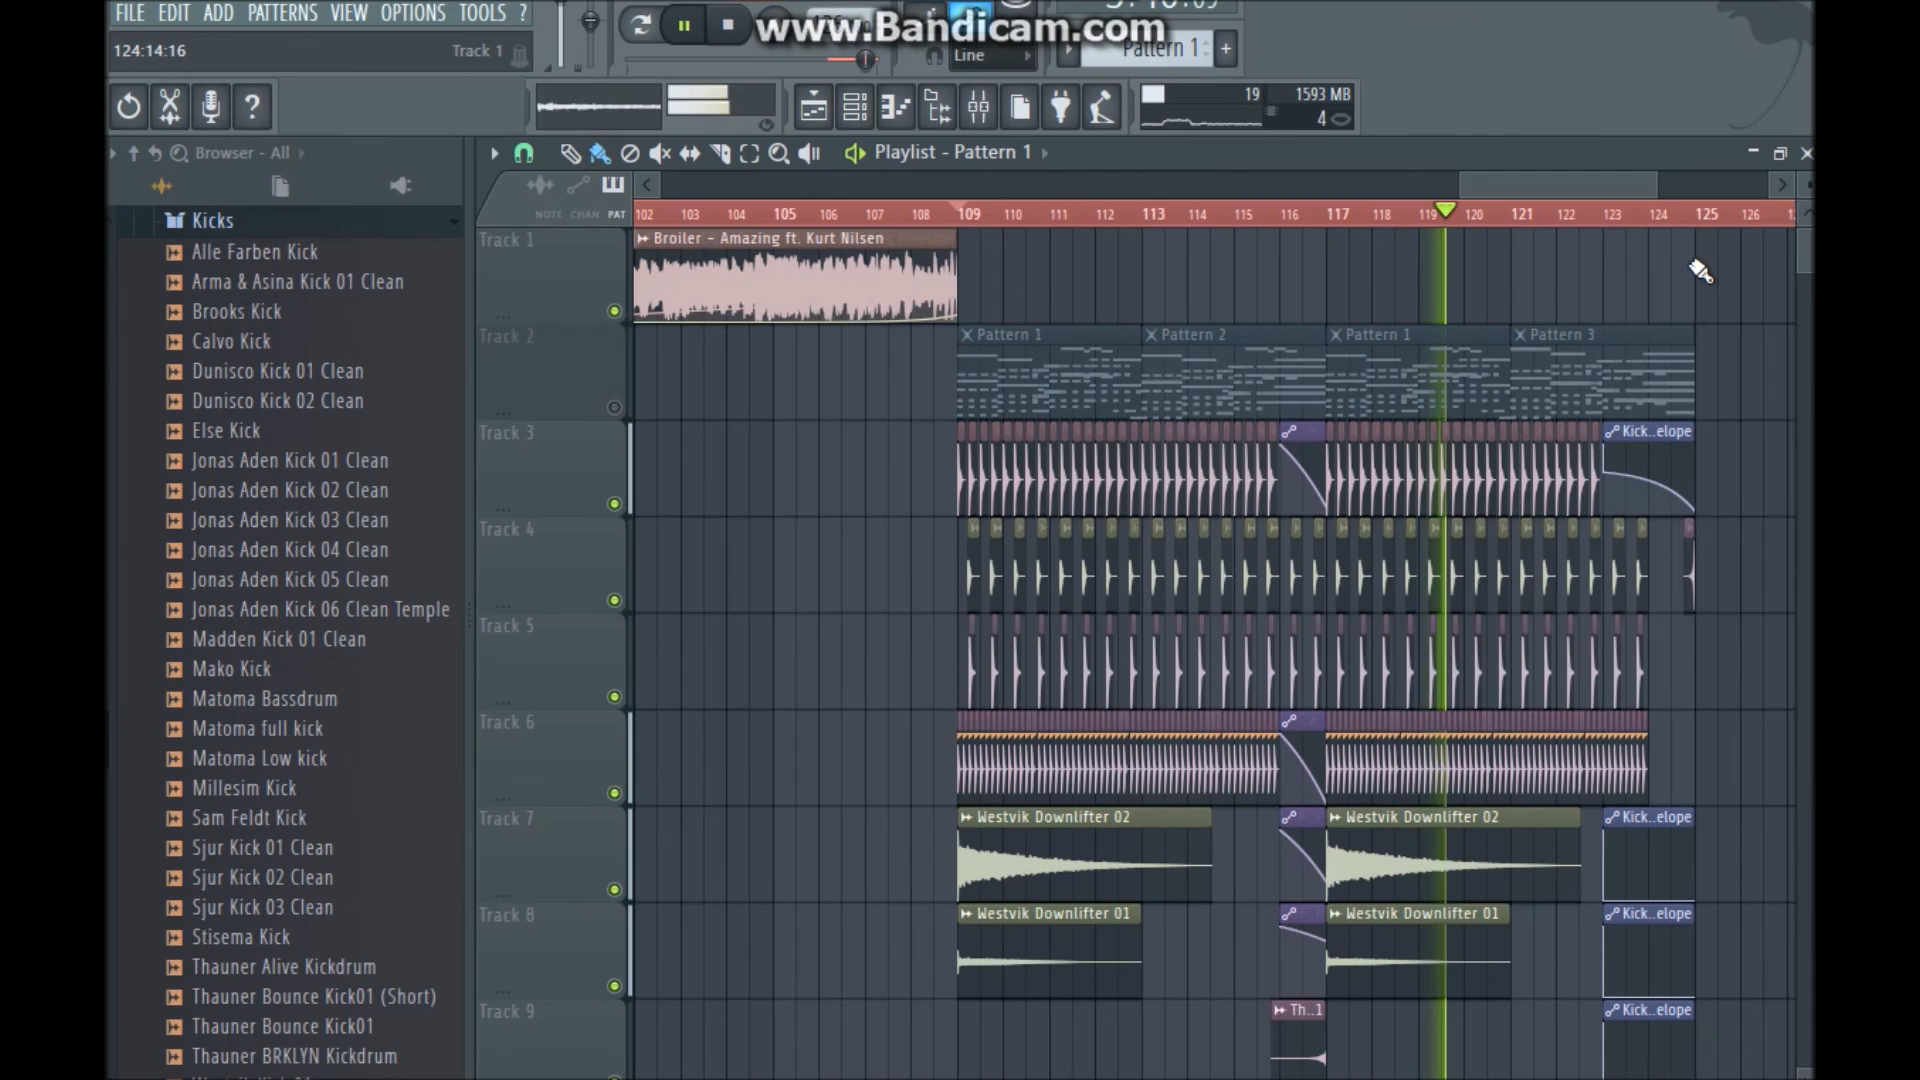 FILE EDIT ADD PATTERNS VIEW OPTIONS TOOLS ?
www.Bandicam.com
124:14:16
Track 1
Line
Pattern 1
+
?
19
1593 MB
4
Browser - All
Playlist - Pattern 1
NOTE CHAN PAT
102 103 104 105 106 107 108 109 110 111 112 113 114 115 116 117 118 119 120 121 122 123 124 125 126
Kicks
Alle Farben Kick
Arma & Asina Kick 01 Clean
Brooks Kick
Calvo Kick
Dunisco Kick 01 Clean
Dunisco Kick 02 Clean
Else Kick
Jonas Aden Kick 01 Clean
Jonas Aden Kick 02 Clean
Jonas Aden Kick 03 Clean
Jonas Aden Kick 04 Clean
Jonas Aden Kick 05 Clean
Jonas Aden Kick 06 Clean Temple
Madden Kick 01 Clean
Mako Kick
Matoma Bassdrum
Matoma full kick
Matoma Low kick
Millesim Kick
Sam Feldt Kick
Sjur Kick 01 Clean
Sjur Kick 02 Clean
Sjur Kick 03 Clean
Stisema Kick
Thauner Alive Kickdrum
Thauner Bounce Kick01 (Short)
Thauner Bounce Kick01
Thauner BRKLYN Kickdrum
Track 1
Broiler - Amazing ft. Kurt Nilsen
Track 2
Pattern 1
Pattern 2
Pattern 1
Pattern 3
Track 3
Kick..elope
Track 4
Track 5
Track 6
Track 7
Westvik Downlifter 02
Westvik Downlifter 02
Kick..elope
Track 8
Westvik Downlifter 01
Westvik Downlifter 01
Kick..elope
Track 9
Th..1
Kick..elope